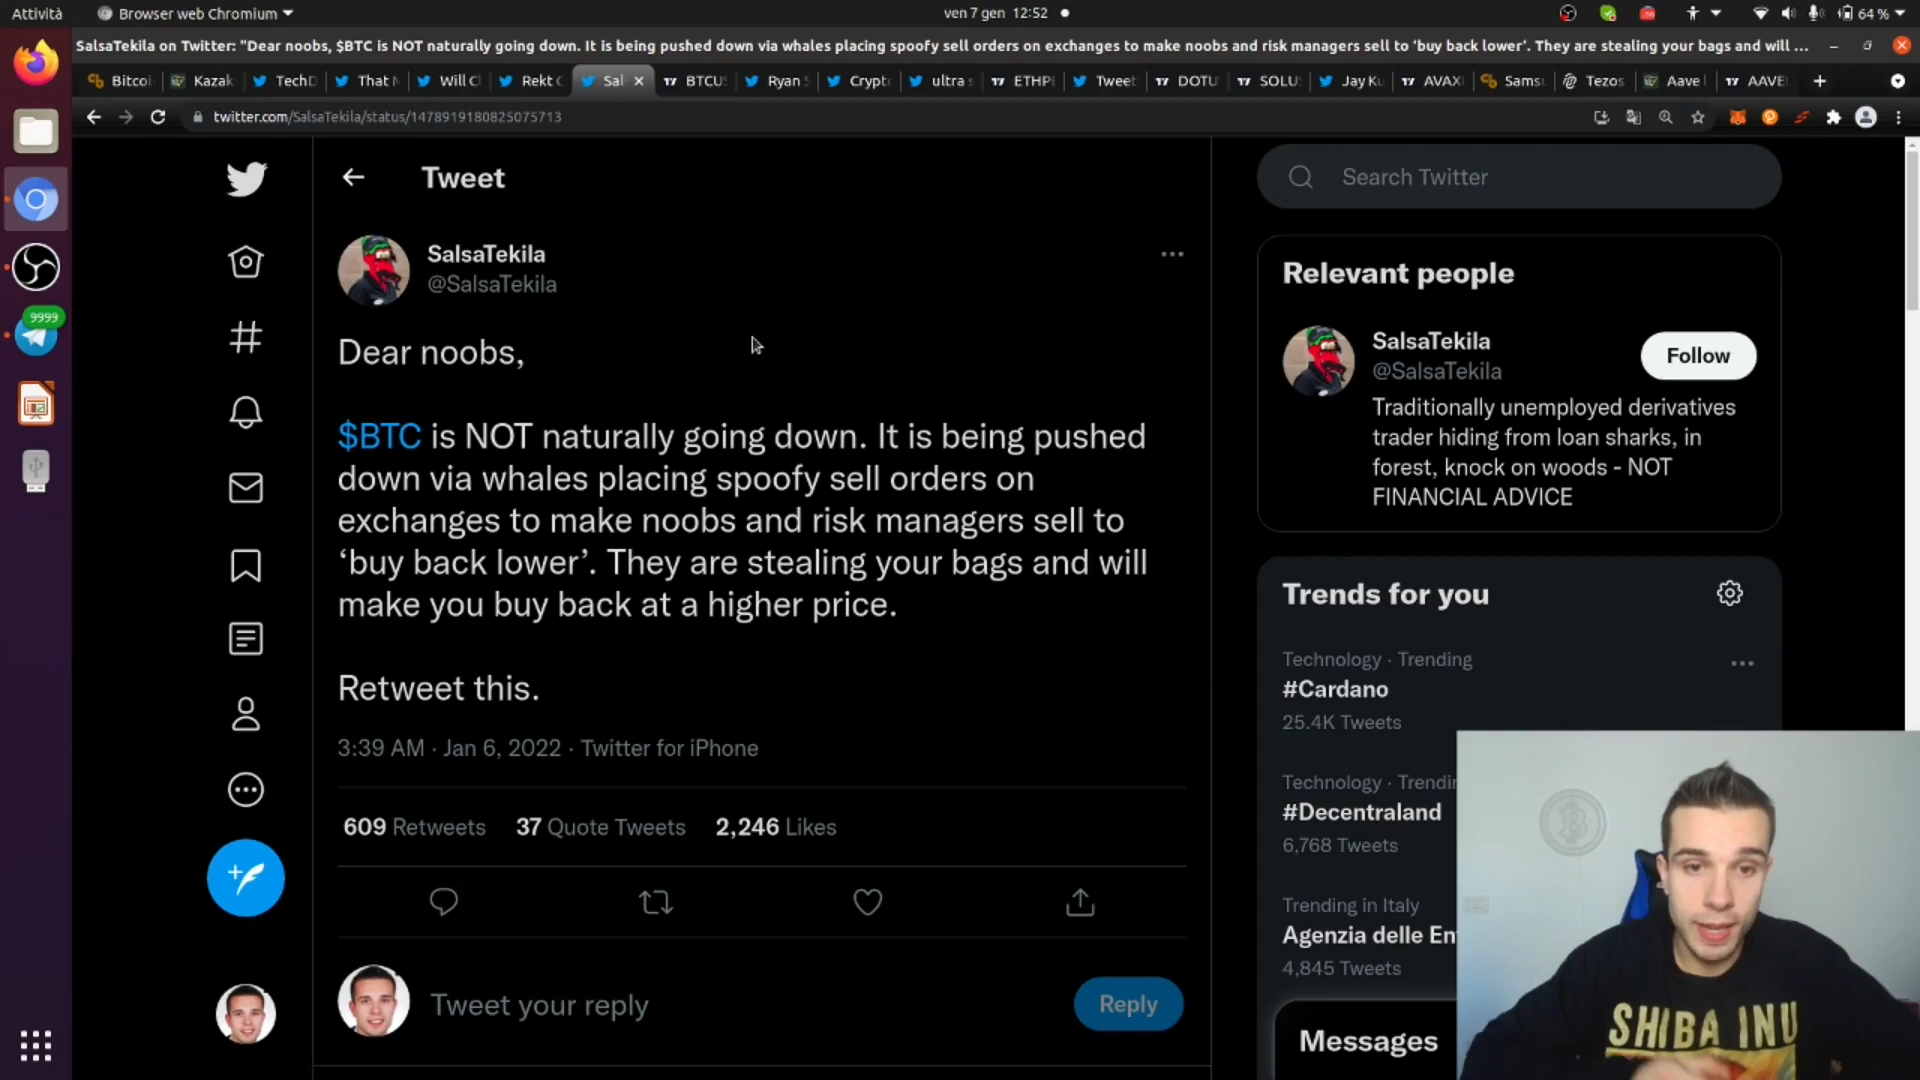 Attività
Browser web Chromium
ven 7 gen 12:52
64 %
SalsaTekila on Twitter: "Dear noobs, $BTC is NOT naturally going down. It is being pushed down via whales placing spoofy sell orders on exchanges to make noobs and risk managers sell to 'buy back lower'. They are stealing your bags and will ...
Bitcoi
Kazak
TechD
That N
Will Cl
Rekt C
Sal
BTCU
Ryan S
Crypto
ultra s
ETHP
Tweet
DOTU
SOLU
Jay Ku
AVAX
Samsu
Tezos
Aave
AAVE
twitter.com/SalsaTekila/status/1478919180825075713
Tweet
Search Twitter
SalsaTekila
@SalsaTekila
Dear noobs,
$BTC is NOT naturally going down. It is being pushed
down via whales placing spoofy sell orders on
exchanges to make noobs and risk managers sell to
‘buy back lower’. They are stealing your bags and will
make you buy back at a higher price.
Retweet this.
3:39 AM · Jan 6, 2022 · Twitter for iPhone
609 Retweets 37 Quote Tweets 2,246 Likes
Tweet your reply
Reply
Relevant people
SalsaTekila
@SalsaTekila
Follow
Traditionally unemployed derivatives
trader hiding from loan sharks, in
forest, knock on woods - NOT
FINANCIAL ADVICE
Trends for you
Technology · Trending
#Cardano
25.4K Tweets
Technology · Trendin
#Decentraland
6,768 Tweets
Trending in Italy
Agenzia delle En
4,845 Tweets
Messages
9999
SHIBA INU